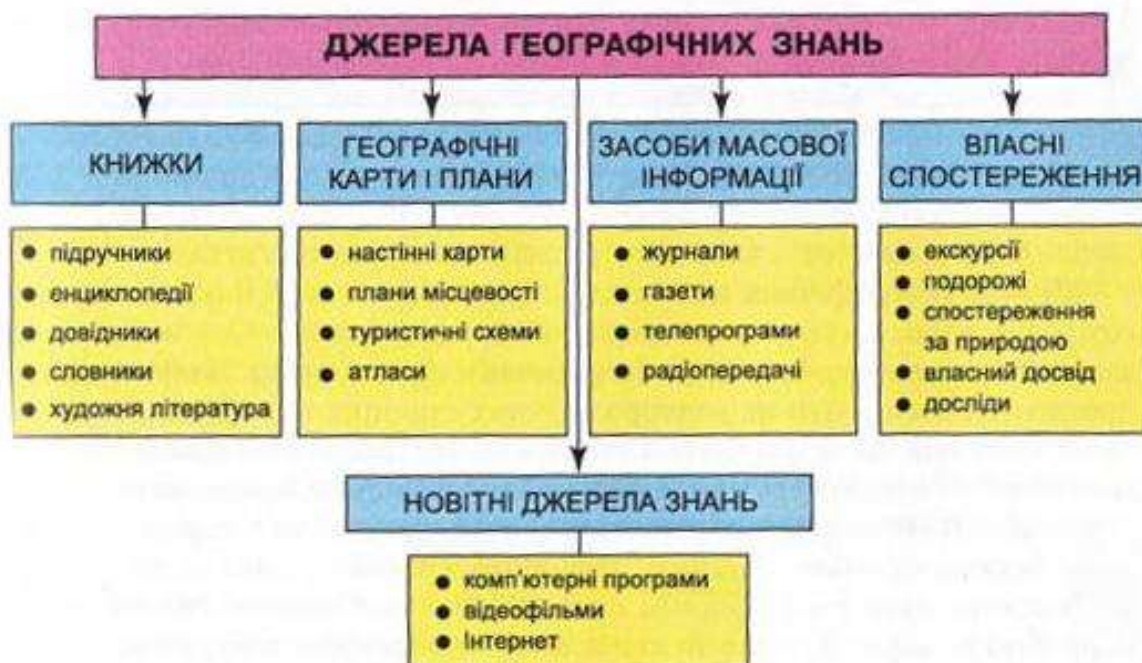 ДЖЕРЕЛА ГЕОГРАФІЧНИХ ЗНАНЬ
КНИЖКИ
• підручники
• енциклопедії
• довідники
• словники
• художня література
ГЕОГРАФІЧНІ
КАРТИ І ПЛАНИ
• настінні карти
• плани місцевості
• туристичні схеми
• атласи
ЗАСОБИ МАСОВОЇ
ІНФОРМАЦІЇ
• журнали
• газети
• телепрограми
• радіопередачі
ВЛАСНІ
СПОСТЕРЕЖЕННЯ
• екскурсії
• подорожі
• спостереження
за природою
• власний досвід
• досліди
НОВІТНІ ДЖЕРЕЛА ЗНАНЬ
• комп'ютерні програми
• відеофільми
• Інтернет